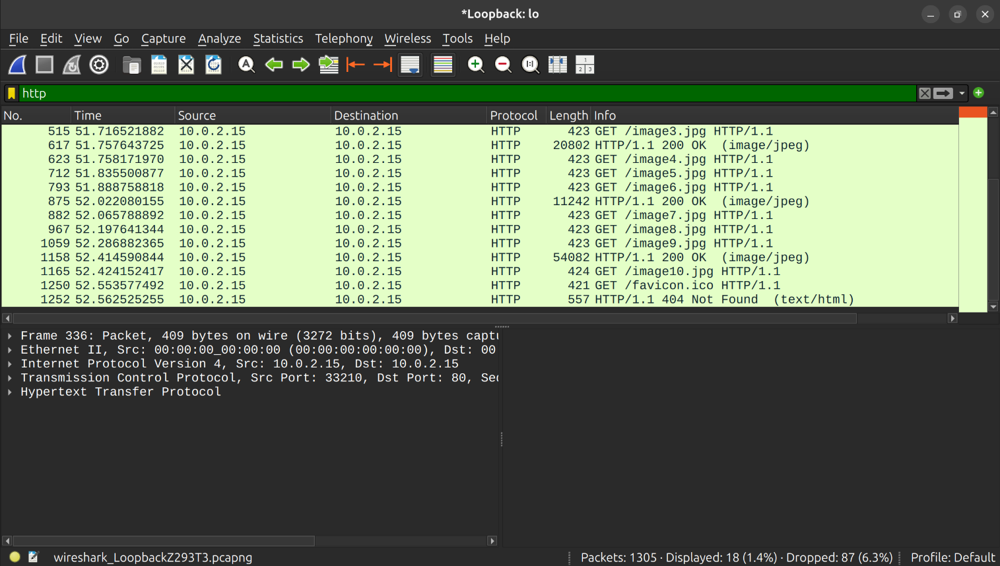 *Loopback: lo
File Edit View Go Capture Analyze Statistics Telephony Wireless Tools Help
http
No. Time Source Destination Protocol Length Info
515 51.716521882 10.0.2.15 10.0.2.15 HTTP 423 GET /image3.jpg HTTP/1.1
617 51.757643725 10.0.2.15 10.0.2.15 HTTP 20802 HTTP/1.1 200 OK (image/jpeg)
623 51.758171970 10.0.2.15 10.0.2.15 HTTP 423 GET /image4.jpg HTTP/1.1
712 51.835500877 10.0.2.15 10.0.2.15 HTTP 423 GET /image5.jpg HTTP/1.1
793 51.888758818 10.0.2.15 10.0.2.15 HTTP 423 GET /image6.jpg HTTP/1.1
875 52.022080155 10.0.2.15 10.0.2.15 HTTP 11242 HTTP/1.1 200 OK (image/jpeg)
882 52.065788892 10.0.2.15 10.0.2.15 HTTP 423 GET /image7.jpg HTTP/1.1
967 52.197641344 10.0.2.15 10.0.2.15 HTTP 423 GET /image8.jpg HTTP/1.1
1059 52.286882365 10.0.2.15 10.0.2.15 HTTP 423 GET /image9.jpg HTTP/1.1
1158 52.414590844 10.0.2.15 10.0.2.15 HTTP 54082 HTTP/1.1 200 OK (image/jpeg)
1165 52.424152417 10.0.2.15 10.0.2.15 HTTP 424 GET /image10.jpg HTTP/1.1
1250 52.553577492 10.0.2.15 10.0.2.15 HTTP 421 GET /favicon.ico HTTP/1.1
1252 52.562525255 10.0.2.15 10.0.2.15 HTTP 557 HTTP/1.1 404 Not Found (text/html)
Frame 336: Packet, 409 bytes on wire (3272 bits), 409 bytes captu
Ethernet II, Src: 00:00:00_00:00:00 (00:00:00:00:00:00), Dst: 00
Internet Protocol Version 4, Src: 10.0.2.15, Dst: 10.0.2.15
Transmission Control Protocol, Src Port: 33210, Dst Port: 80, Seq
Hypertext Transfer Protocol
wireshark_LoopbackZ293T3.pcapng Packets: 1305 · Displayed: 18 (1.4%) · Dropped: 87 (6.3%) Profile: Default